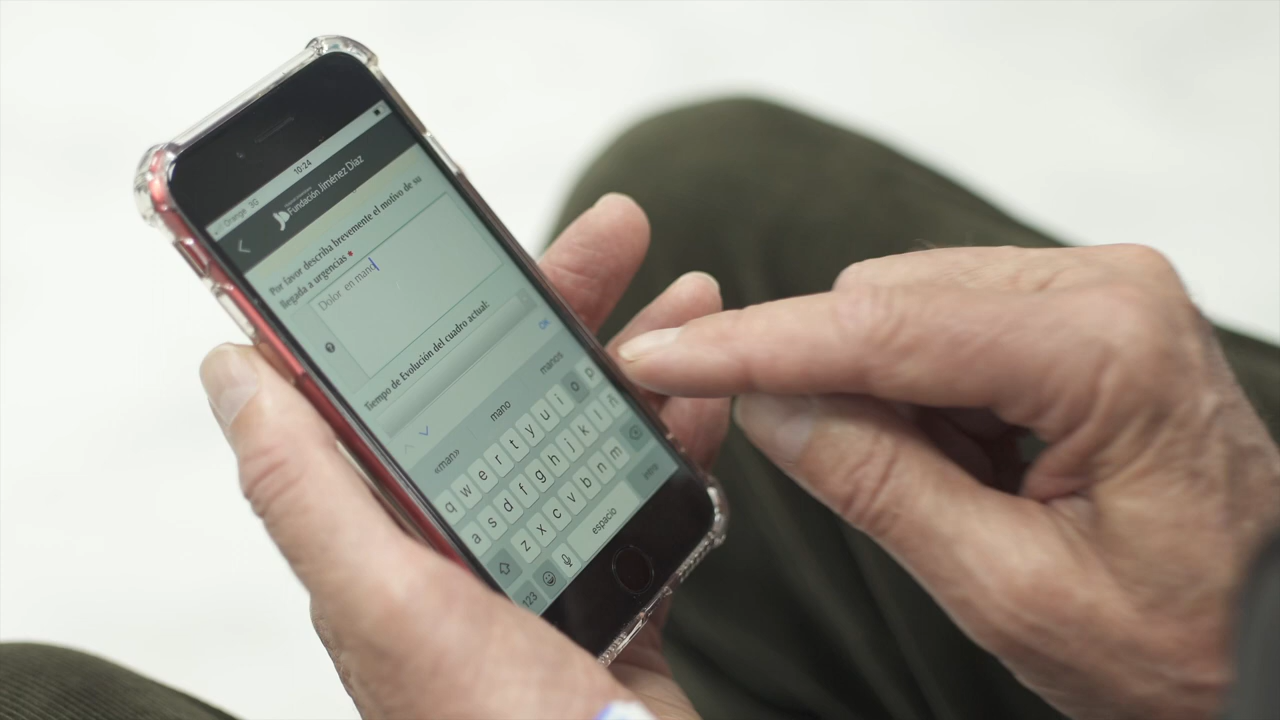 Orange 3G
10:24
Fundación Jiménez Díaz
Por favor describa brevemente el motivo de su
llegada a urgencias *
Dolor en mano
Tiempo de Evolución del cuadro actual:
OK
«man» mano manos
q w e r t y u i o p
a s d f g h j k l ñ
z x c v b n m
123 espacio intro